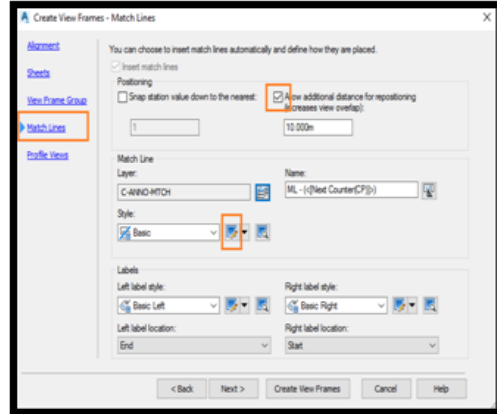 Create View Frames - Match Lines
X
Alignment
Sheets
View Frame Group
Match Lines
Profile Views
You can choose to insert match lines automatically and define how they are placed.
Insert match lines
Positioning
Snap station value down to the nearest:
Allow additional distance for repositioning
(increases view overlap):
1
10.000m
Match Line
Layer:
Name:
C-ANNO-MTCH
ML - (<[Next Counter(CP)]>)
Style:
Basic
Labels
Left label style:
Right label style:
Basic Left
Basic Right
Left label location:
Right label location:
End
Start
< Back
Next >
Create View Frames
Cancel
Help